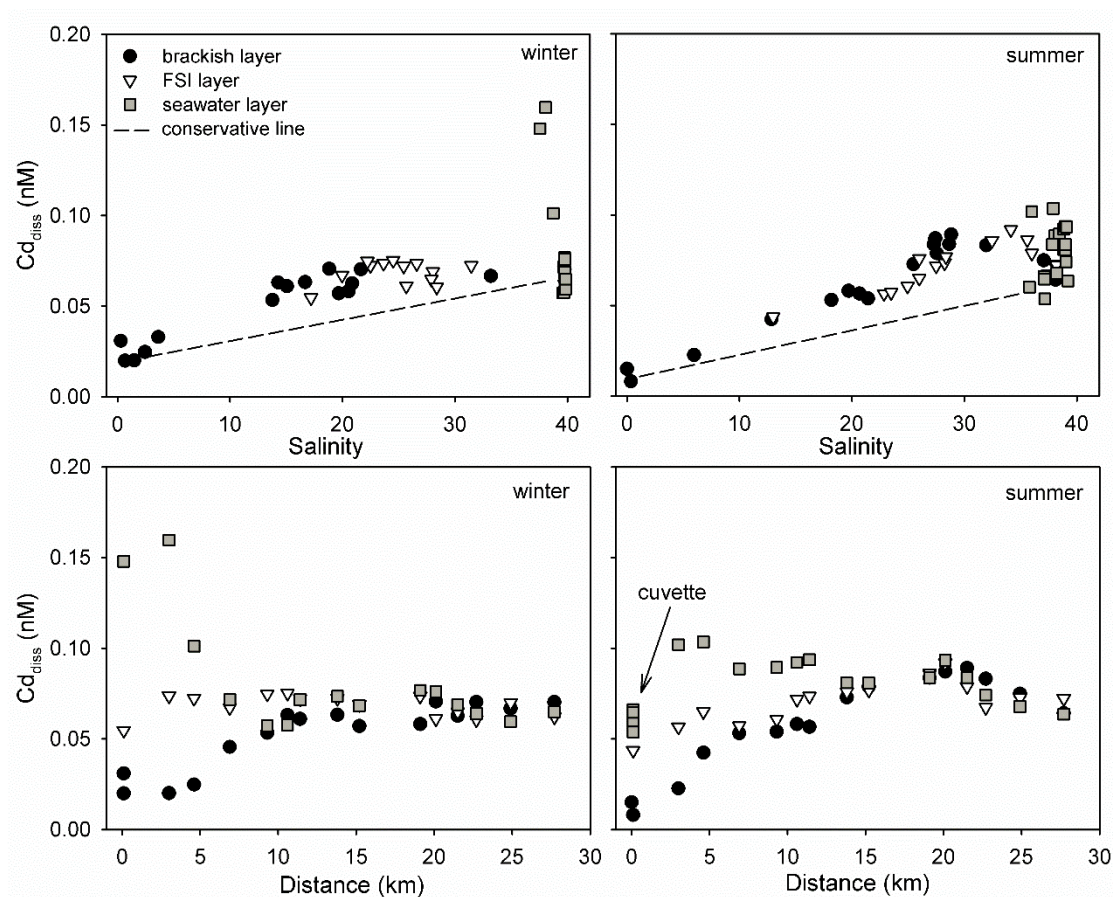 0.20
0.15
0.10
0.05
0.00
Cd_diss (nM)
brackish layer
FSI layer
seawater layer
conservative line
winter
summer
0 10 20 30 40
Salinity
0 10 20 30 40
Salinity
0.20
0.15
0.10
0.05
0.00
Cd_diss (nM)
winter
summer
cuvette
0 5 10 15 20 25 30
Distance (km)
0 5 10 15 20 25 30
Distance (km)